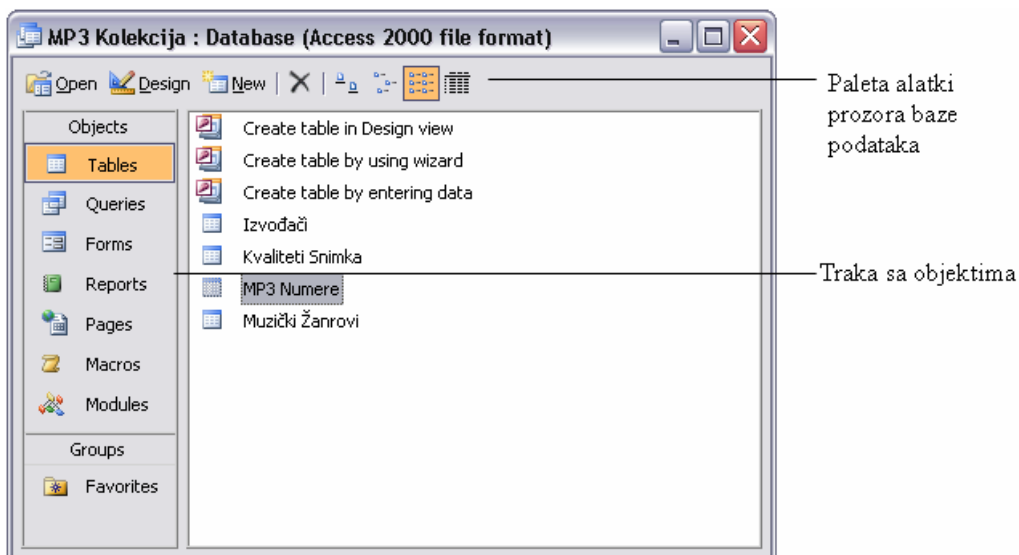 MP3 Kolekcija : Database (Access 2000 file format)
Open Design New
Paleta alatki
prozora baze
podataka
Objects
Tables
Queries
Forms
Reports
Pages
Macros
Modules
Groups
Favorites
Create table in Design view
Create table by using wizard
Create table by entering data
Izvođači
Kvaliteti Snimka
MP3 Numere
Muzički Žanrovi
Traka sa objektima